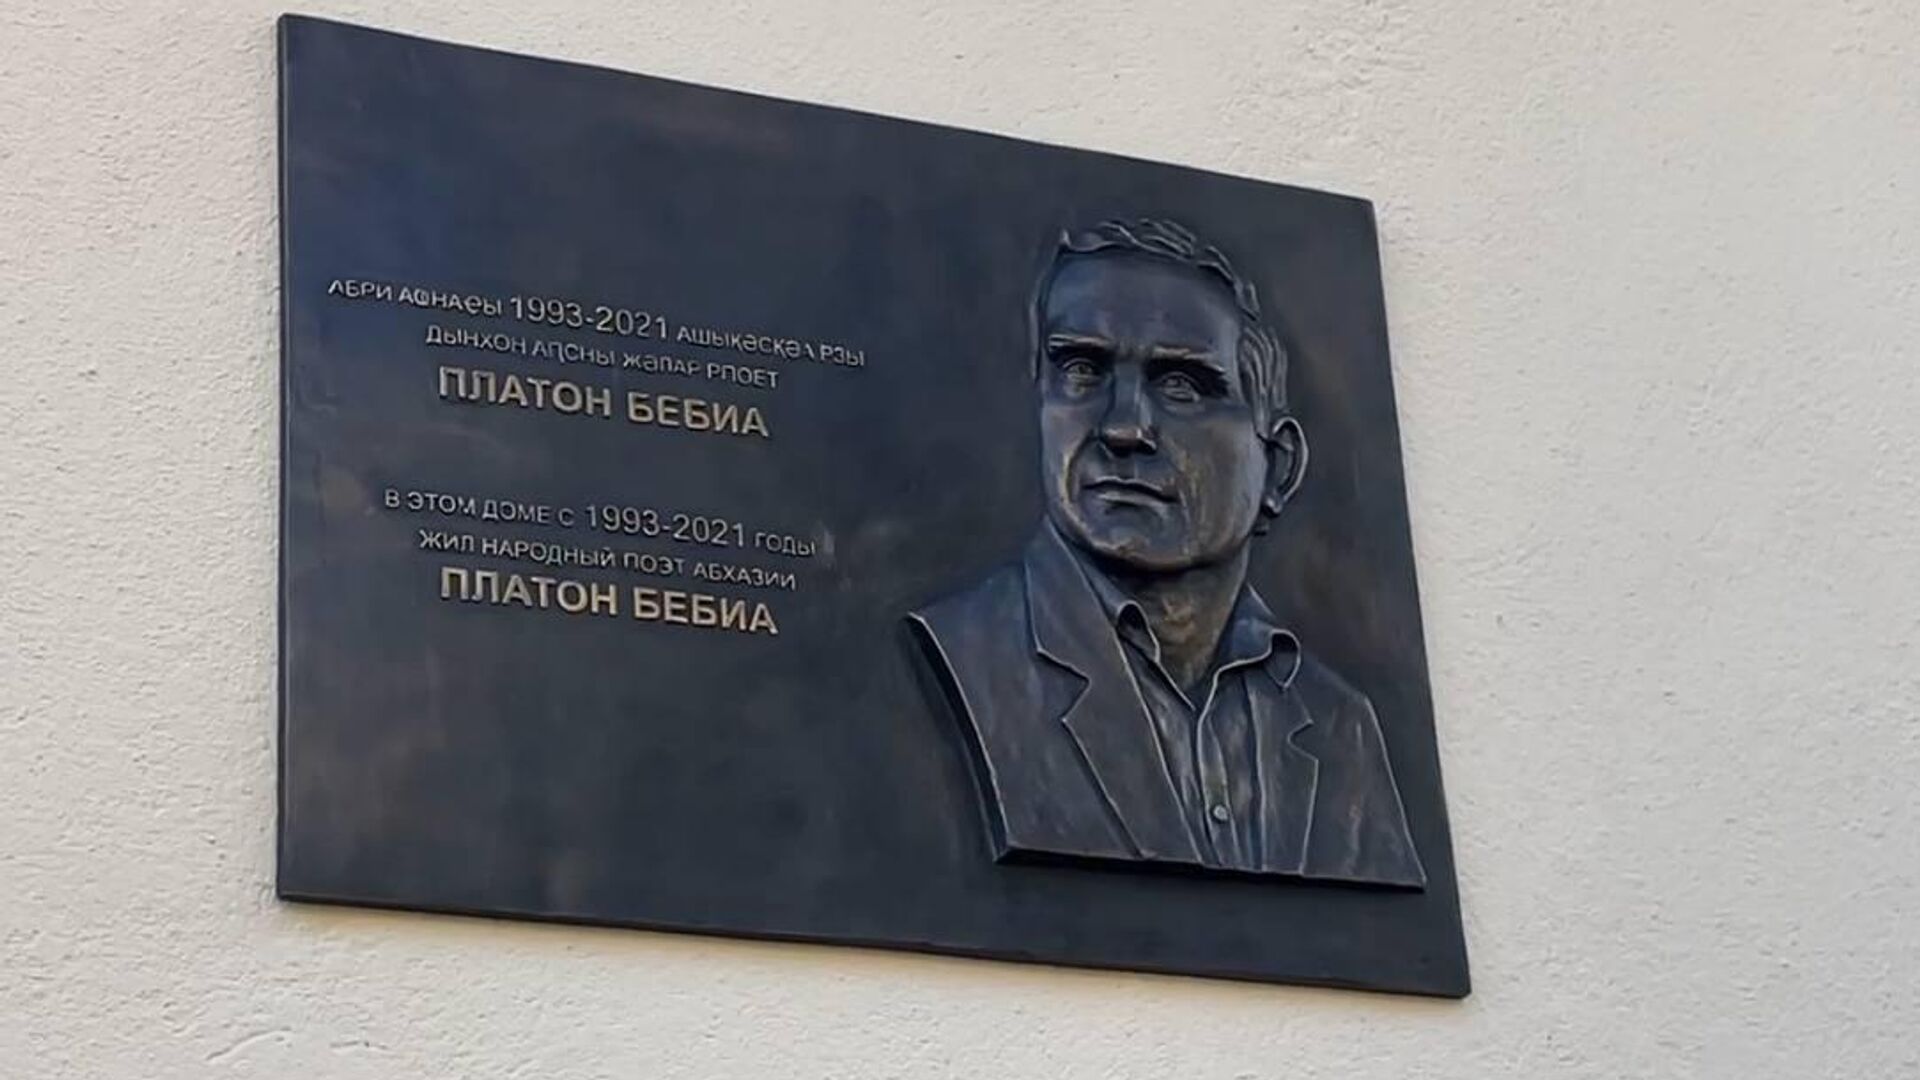 АБРИ АҨНАҾЫ 1993-2021 АШЫҚӘСҚӘА РЗЫ
ДЫНХОН АԤСНЫ ЖӘЛАР РПОЕТ
ПЛАТОН БЕБИА
В ЭТОМ ДОМЕ С 1993-2021 ГОДЫ
ЖИЛ НАРОДНЫЙ ПОЭТ АБХАЗИИ
ПЛАТОН БЕБИА